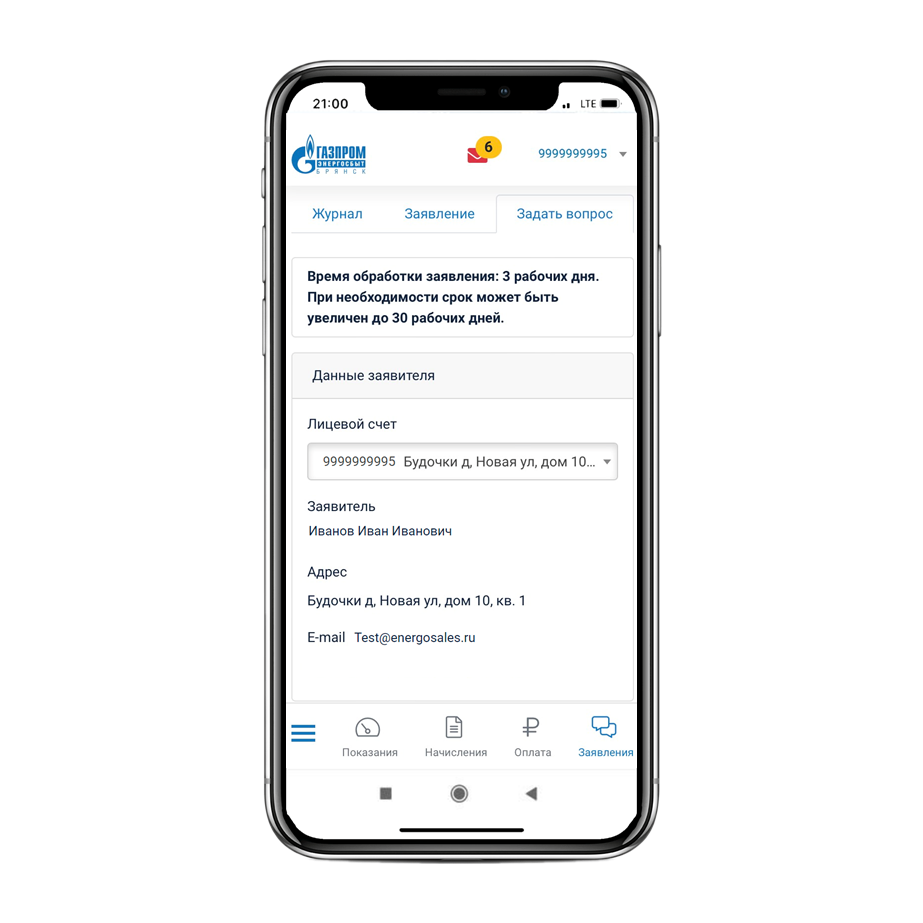 21:00
LTE
ГАЗПРОМ
ЭНЕРГОСБЫТ
БРЯНСК
6
9999999995
Журнал
Заявление
Задать вопрос
Время обработки заявления: 3 рабочих дня.
При необходимости срок может быть
увеличен до 30 рабочих дней.
Данные заявителя
Лицевой счет
9999999995 Будочки д, Новая ул, дом 10...
Заявитель
Иванов Иван Иванович
Адрес
Будочки д, Новая ул, дом 10, кв. 1
E-mail Test@energosales.ru
Показания
Начисления
Оплата
Заявления